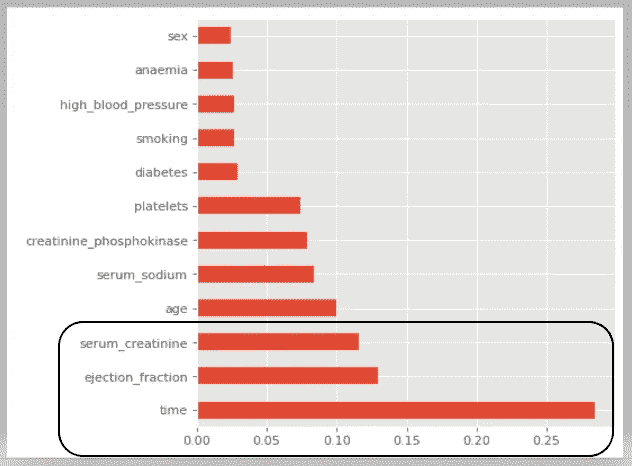 sex
anaemia
high_blood_pressure
smoking
diabetes
platelets
creatinine_phosphokinase
serum_sodium
age
serum_creatinine
ejection_fraction
time
0.00 0.05 0.10 0.15 0.20 0.25